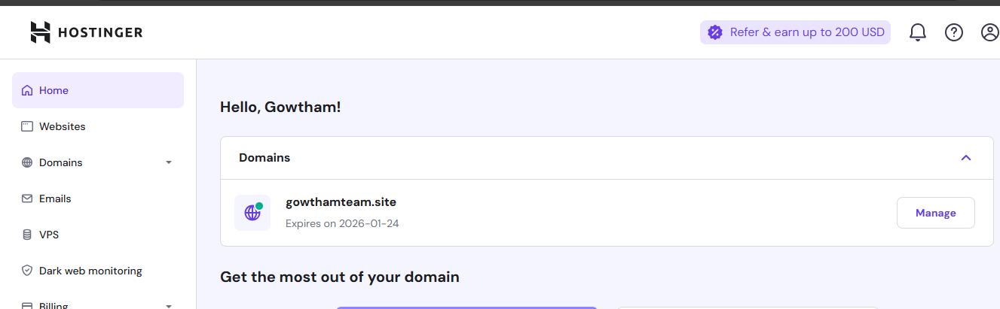 HOSTINGER
Refer & earn up to 200 USD
Home
Websites
Domains
Emails
VPS
Dark web monitoring
Billing
Hello, Gowtham!
Domains
gowthamteam.site
Expires on 2026-01-24
Manage
Get the most out of your domain